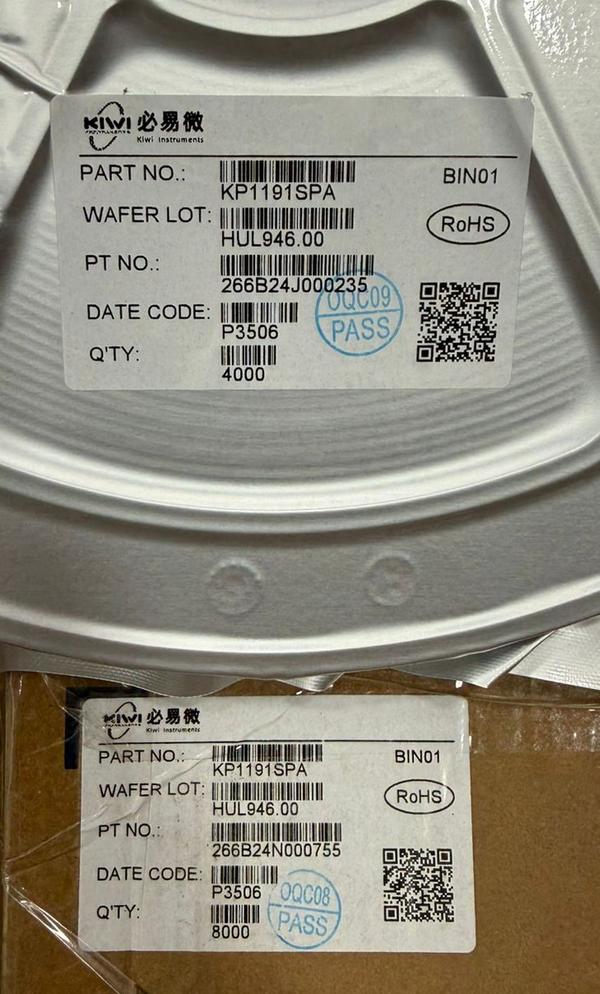 KIWI 必易微
Kiwi Instruments
PART NO.: BIN01
KP1191SPA
WAFER LOT: RoHS
HUL946.00
PT NO.:
266B24J000235
OQC09
DATE CODE: PASS
P3506
Q'TY:
4000
KIWI 必易微
Kiwi Instruments
PART NO.: BIN01
KP1191SPA
WAFER LOT: RoHS
HUL946.00
PT NO.:
266B24N000755
DATE CODE:
P3506 OQC08
Q'TY: PASS
8000